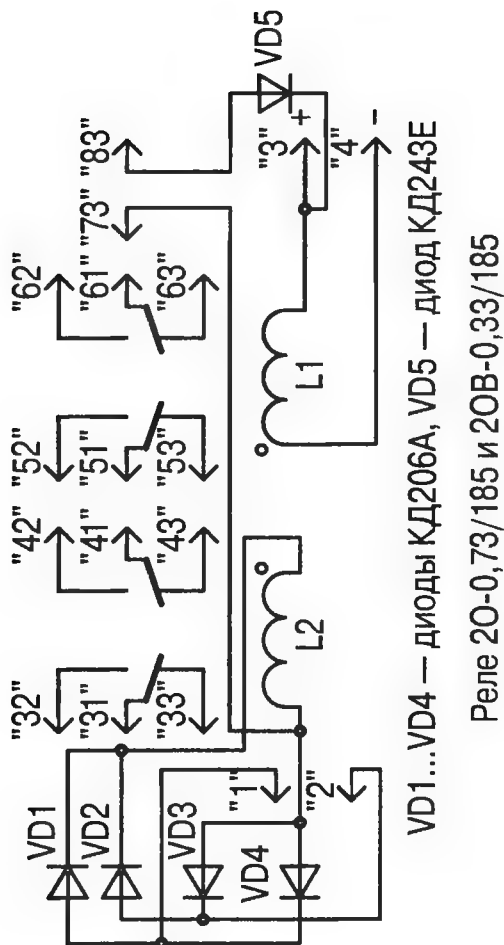 VD1
VD2
VD3
VD4
"1"
"2"
"32"
"31"
"33"
"42"
"41"
"43"
"52"
"51"
"53"
"62"
"61"
"63"
"73"
"83"
L2
L1
VD5
"3" +
"4" -
VD1...VD4 — диоды КД206А, VD5 — диод КД243Е
Реле 2О-0,73/185 и 2ОВ-0,33/185